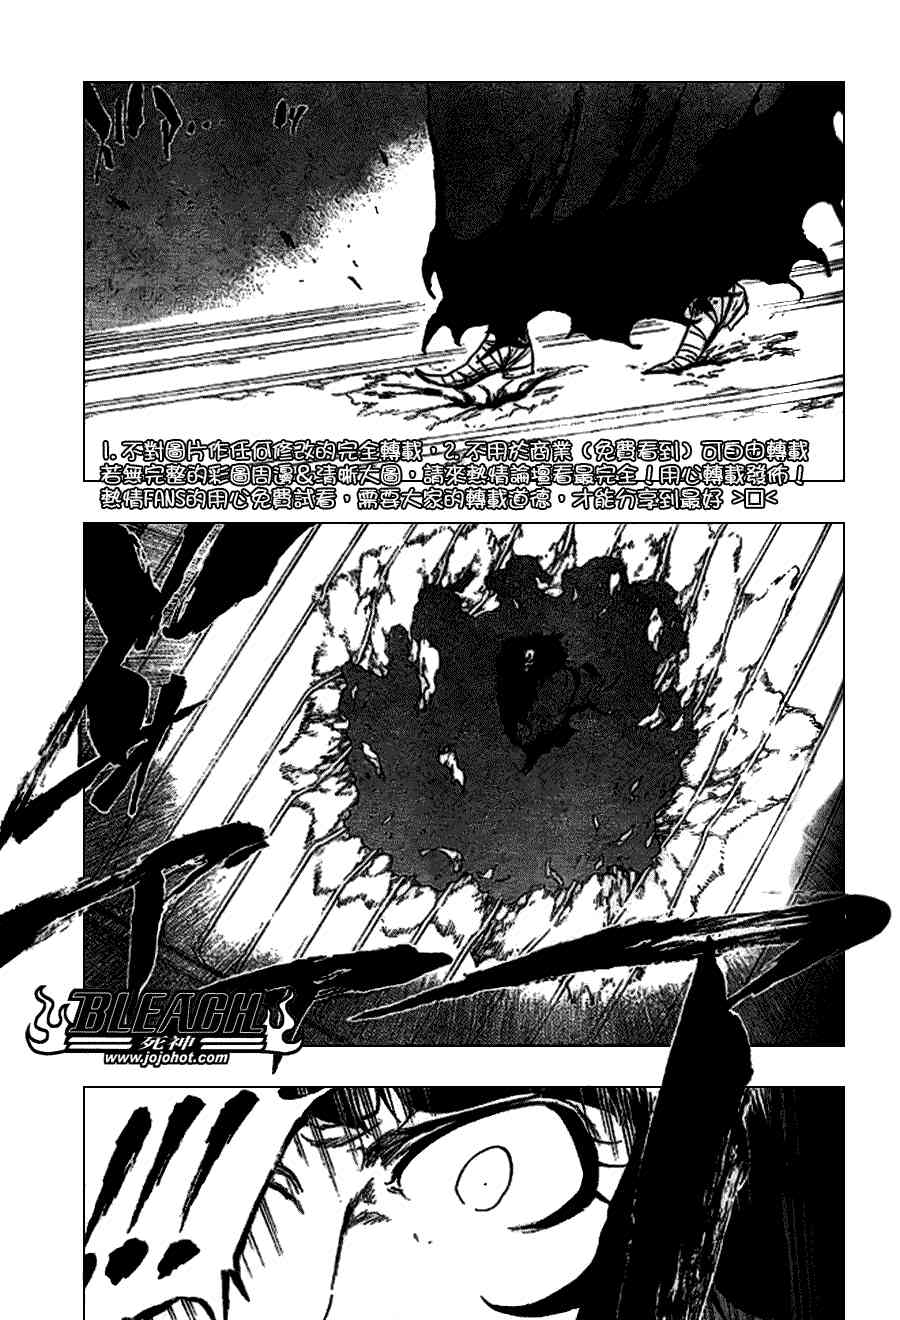 1. 不對圖片作任何修改的完全轉載，2. 不用於商業（免費看到）可自由轉載
若無完整的彩圖周邊&清晰大圖，請來熱情論壇看最完全！用心轉載發佈！
熱情FANS的用心免費試看，需要大家的轉載道德，才能分享到最好 >口<
BLEACH
死神
www.jojohot.com